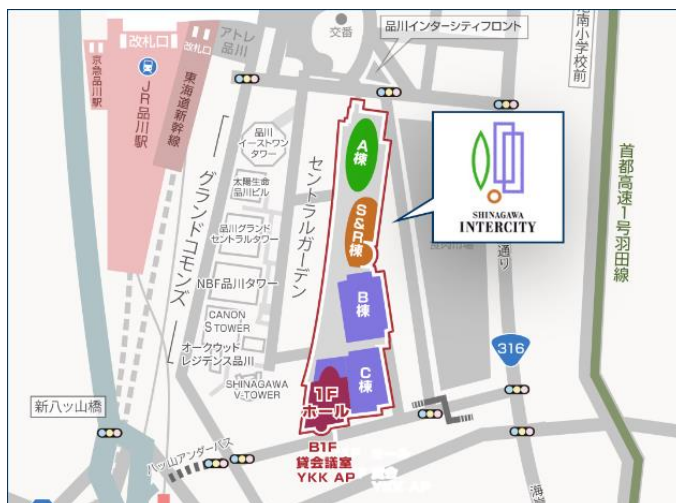 交番
品川インターシティフロント
港南小学校前
改札口
改札口
アトレ
品川
京急品川駅
JR品川駅
東海道新幹線
品川
イーストワン
タワー
太陽生命
品川ビル
品川グランド
セントラルタワー
NBF品川タワー
CANON
S TOWER
オークウッド
レジデンス品川
SHINAGAWA
V-TOWER
グランドコモンズ
セントラルガーデン
A棟
S&R棟
B棟
C棟
1F
ホール
B1F
貸会議室
YKK AP
SHINAGAWA
INTERCITY
通り
316
首都高速1号羽田線
新八ツ山橋
八ツ山アンダーパス
海岸